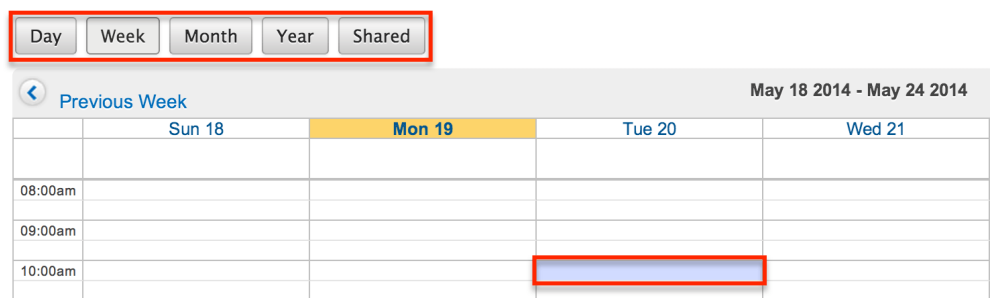 Day Week Month Year Shared
May 18 2014 - May 24 2014
Previous Week
Sun 18 Mon 19 Tue 20 Wed 21
08:00am
09:00am
10:00am